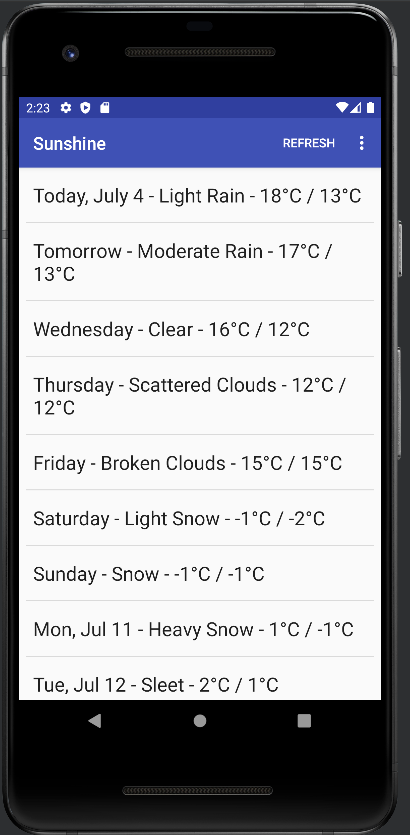 2:23
Sunshine REFRESH
Today, July 4 - Light Rain - 18°C / 13°C
Tomorrow - Moderate Rain - 17°C /
13°C
Wednesday - Clear - 16°C / 12°C
Thursday - Scattered Clouds - 12°C /
12°C
Friday - Broken Clouds - 15°C / 15°C
Saturday - Light Snow - -1°C / -2°C
Sunday - Snow - -1°C / -1°C
Mon, Jul 11 - Heavy Snow - 1°C / -1°C
Tue, Jul 12 - Sleet - 2°C / 1°C